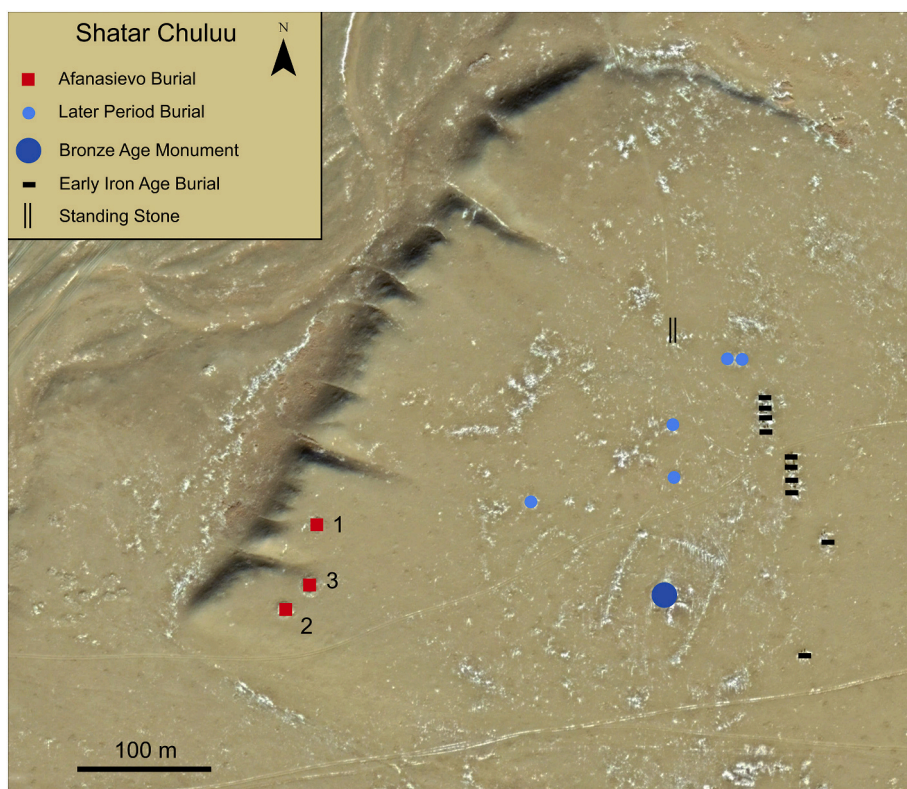 Shatar Chuluu
N
Afanasievo Burial
Later Period Burial
Bronze Age Monument
Early Iron Age Burial
Standing Stone
1
3
2
100 m